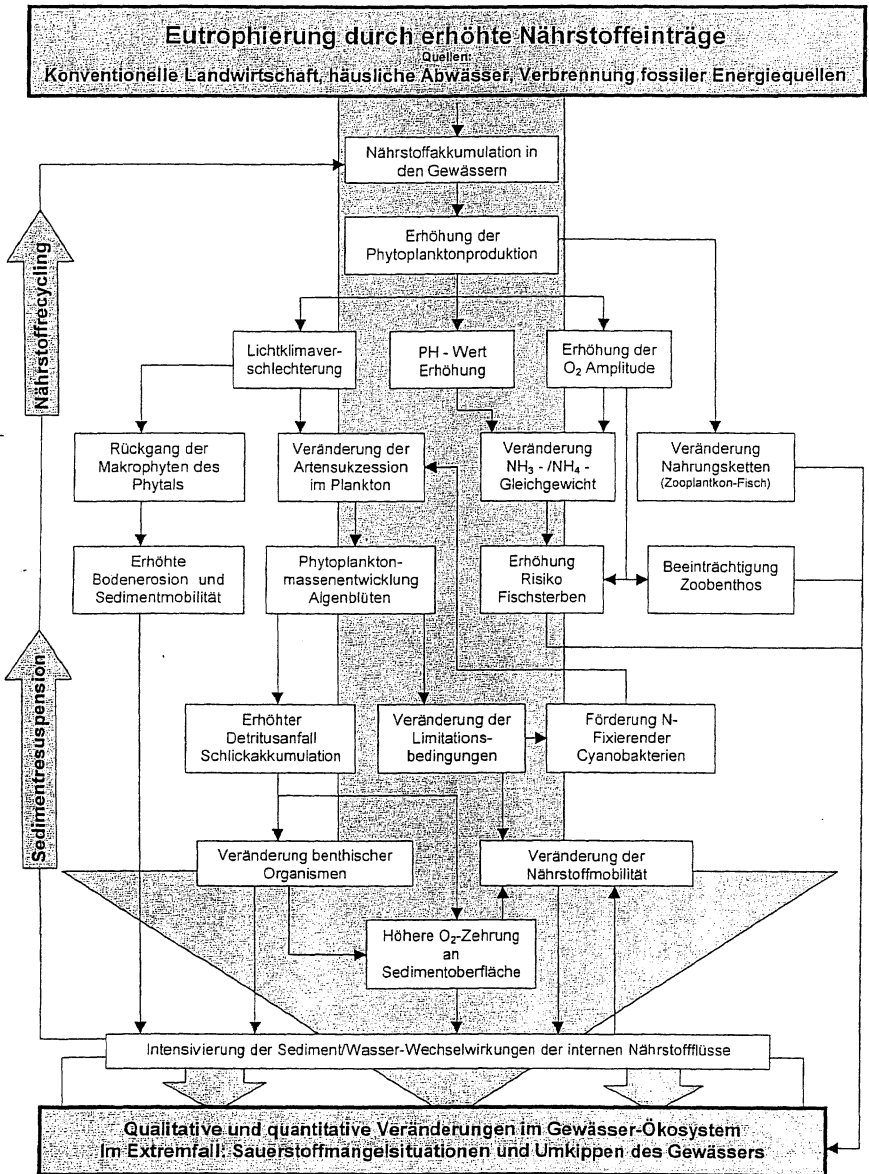 Eutrophierung durch erhöhte Nährstoffeinträge
Quellen:
Konventionelle Landwirtschaft, häusliche Abwässer, Verbrennung fossiler Energiequellen
Nährstoffakkumulation in
den Gewässern
Erhöhung der
Phytoplanktonproduktion
Nährstoffrecycling
Lichtklimaver-
schlechterung
PH - Wert
Erhöhung
Erhöhung der
O₂ Amplitude
Rückgang der
Makrophyten des
Phytals
Veränderung der
Artensukzession
im Plankton
Veränderung
NH₃ - /NH₄ -
Gleichgewicht
Veränderung
Nahrungsketten
(Zooplantkon-Fisch)
Erhöhte
Bodenerosion und
Sedimentmobilität
Phytoplankton-
massenentwicklung
Algenblüten
Erhöhung
Risiko
Fischsterben
Beeinträchtigung
Zoobenthos
Sedimentresuspension
Erhöhter
Detritusanfall
Schlickakkumulation
Veränderung der
Limitations-
bedingungen
Förderung N-
Fixierender
Cyanobakterien
Veränderung benthischer
Organismen
Veränderung der
Nährstoffmobilität
Höhere O₂-Zehrung
an
Sedimentoberfläche
Intensivierung der Sediment/Wasser-Wechselwirkungen der internen Nährstoffflüsse
Qualitative und quantitative Veränderungen im Gewässer-Ökosystem
Im Extremfall: Sauerstoffmangelsituationen und Umkippen des Gewässers